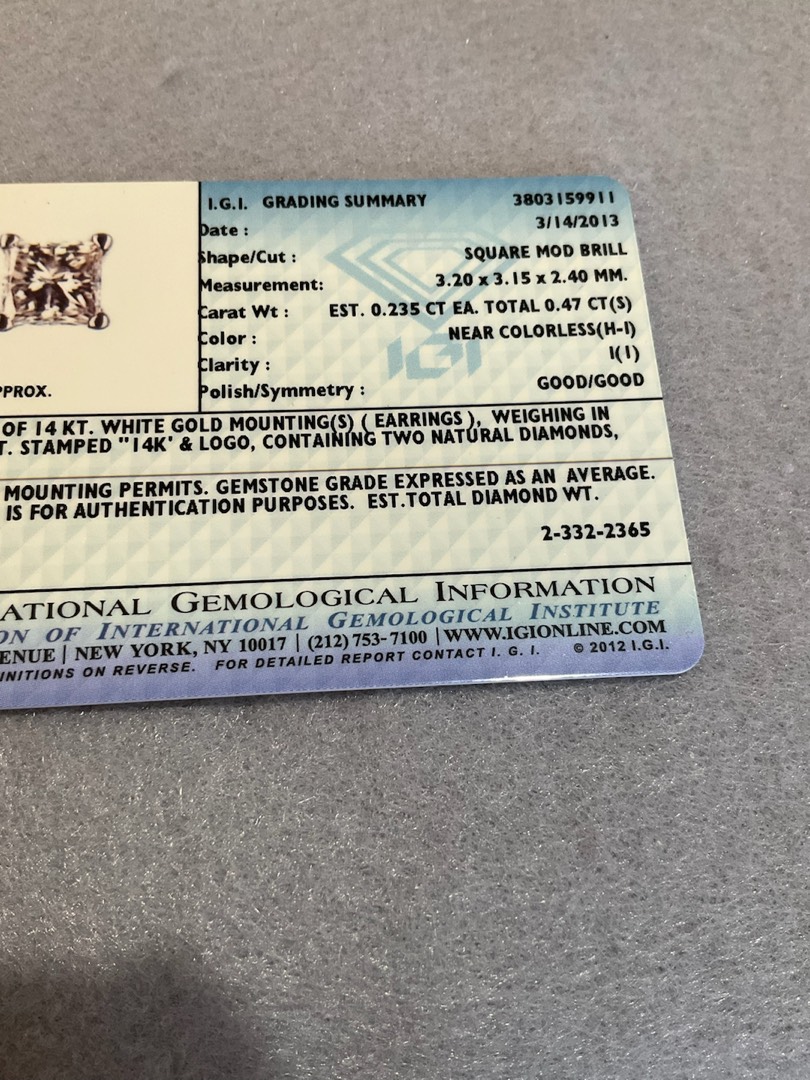 I.G.I. GRADING SUMMARY 3803159911
Date : 3/14/2013
Shape/Cut : SQUARE MOD BRILL
Measurement: 3.20 x 3.15 x 2.40 MM.
Carat Wt : EST. 0.235 CT EA. TOTAL 0.47 CT(S)
Color : NEAR COLORLESS(H-I)
Clarity : I(1)
Polish/Symmetry : GOOD/GOOD
IGI
PPROX.
OF 14 KT. WHITE GOLD MOUNTING(S) ( EARRINGS ), WEIGHING IN
T. STAMPED "14K' & LOGO, CONTAINING TWO NATURAL DIAMONDS,
MOUNTING PERMITS. GEMSTONE GRADE EXPRESSED AS AN AVERAGE.
IS FOR AUTHENTICATION PURPOSES. EST.TOTAL DIAMOND WT.
2-332-2365
ATIONAL GEMOLOGICAL INFORMATION
ON OF INTERNATIONAL GEMOLOGICAL INSTITUTE
ENUE | NEW YORK, NY 10017 | (212) 753-7100 | WWW.IGIONLINE.COM
INITIONS ON REVERSE. FOR DETAILED REPORT CONTACT I. G. I. © 2012 I.G.I.